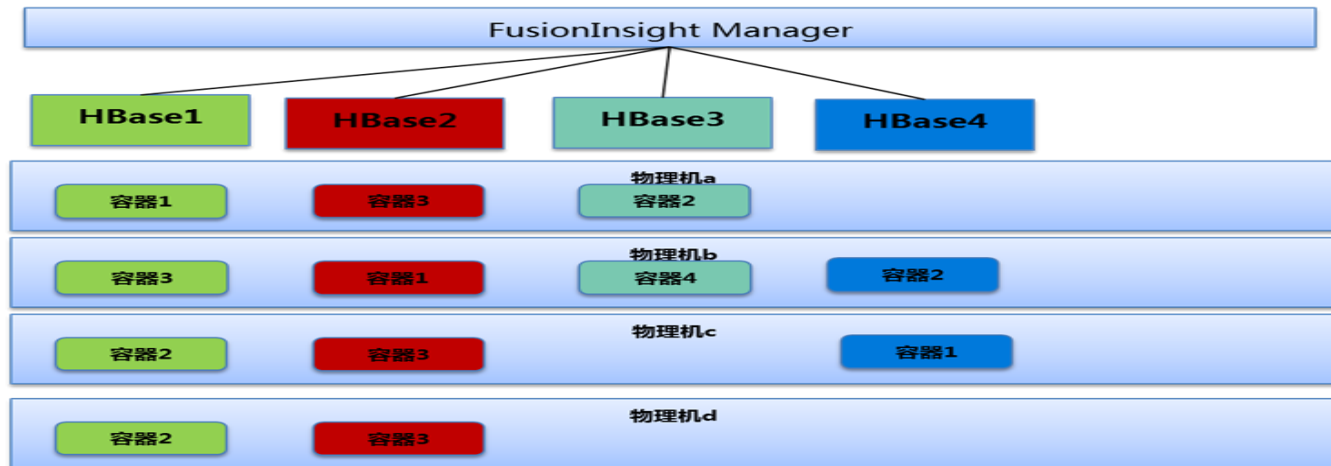 FusionInsight Manager
HBase1 HBase2 HBase3 HBase4
物理机a
容器1 容器3 容器2
物理机b
容器3 容器1 容器4 容器2
物理机c
容器2 容器3 容器1
物理机d
容器2 容器3